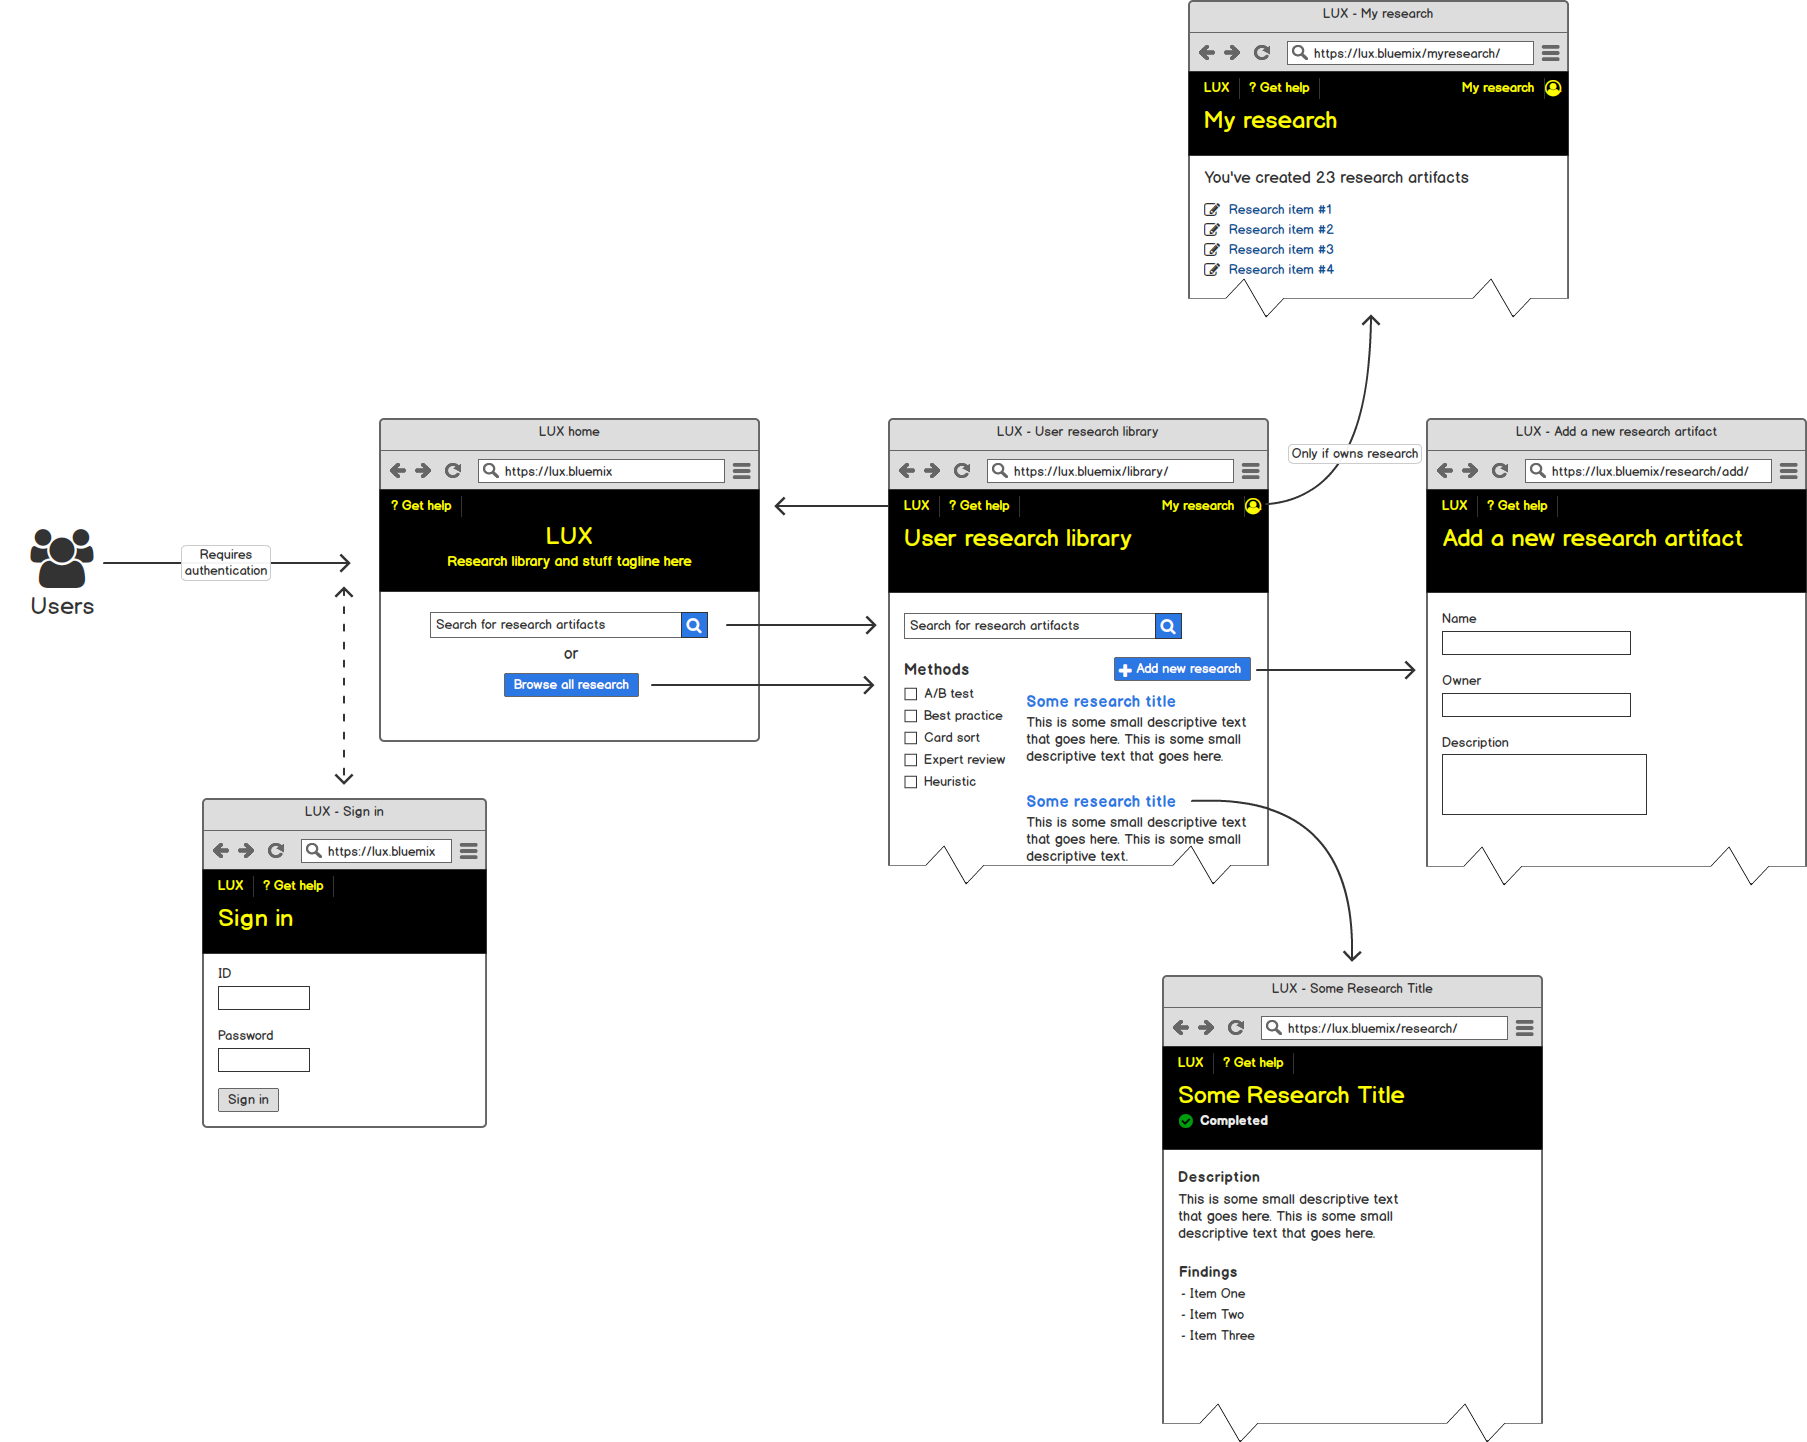 LUX - My research
https://lux.bluemix/myresearch/
LUX
? Get help
My research
My research
You've created 23 research artifacts
Research item #1
Research item #2
Research item #3
Research item #4
Users
Requires
authentication
LUX home
https://lux.bluemix
? Get help
LUX
Research library and stuff tagline here
Search for research artifacts
or
Browse all research
LUX - User research library
https://lux.bluemix/library/
LUX
? Get help
My research
User research library
Search for research artifacts
Methods
A/B test
Best practice
Card sort
Expert review
Heuristic
Add new research
Some research title
This is some small descriptive text
that goes here. This is some small
descriptive text that goes here.
Some research title
This is some small descriptive text
that goes here. This is some small
descriptive text.
Only if owns research
LUX - Add a new research artifact
https://lux.bluemix/research/add/
LUX
? Get help
Add a new research artifact
Name
Owner
Description
LUX - Sign in
https://lux.bluemix
LUX
? Get help
Sign in
ID
Password
Sign in
LUX - Some Research Title
https://lux.bluemix/research/
LUX
? Get help
Some Research Title
Completed
Description
This is some small descriptive text
that goes here. This is some small
descriptive text that goes here.
Findings
- Item One
- Item Two
- Item Three